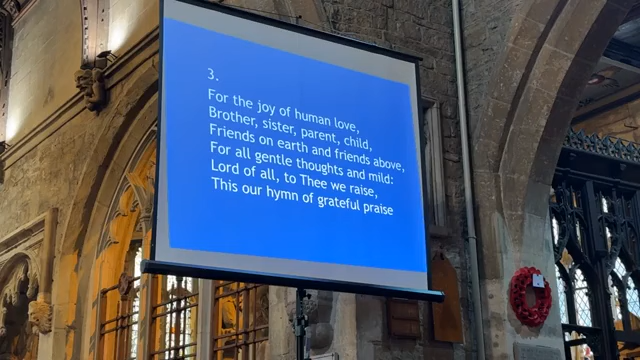 3.
For the joy of human love,
Brother, sister, parent, child,
Friends on earth and friends above,
For all gentle thoughts and mild:
Lord of all, to Thee we raise,
This our hymn of grateful praise